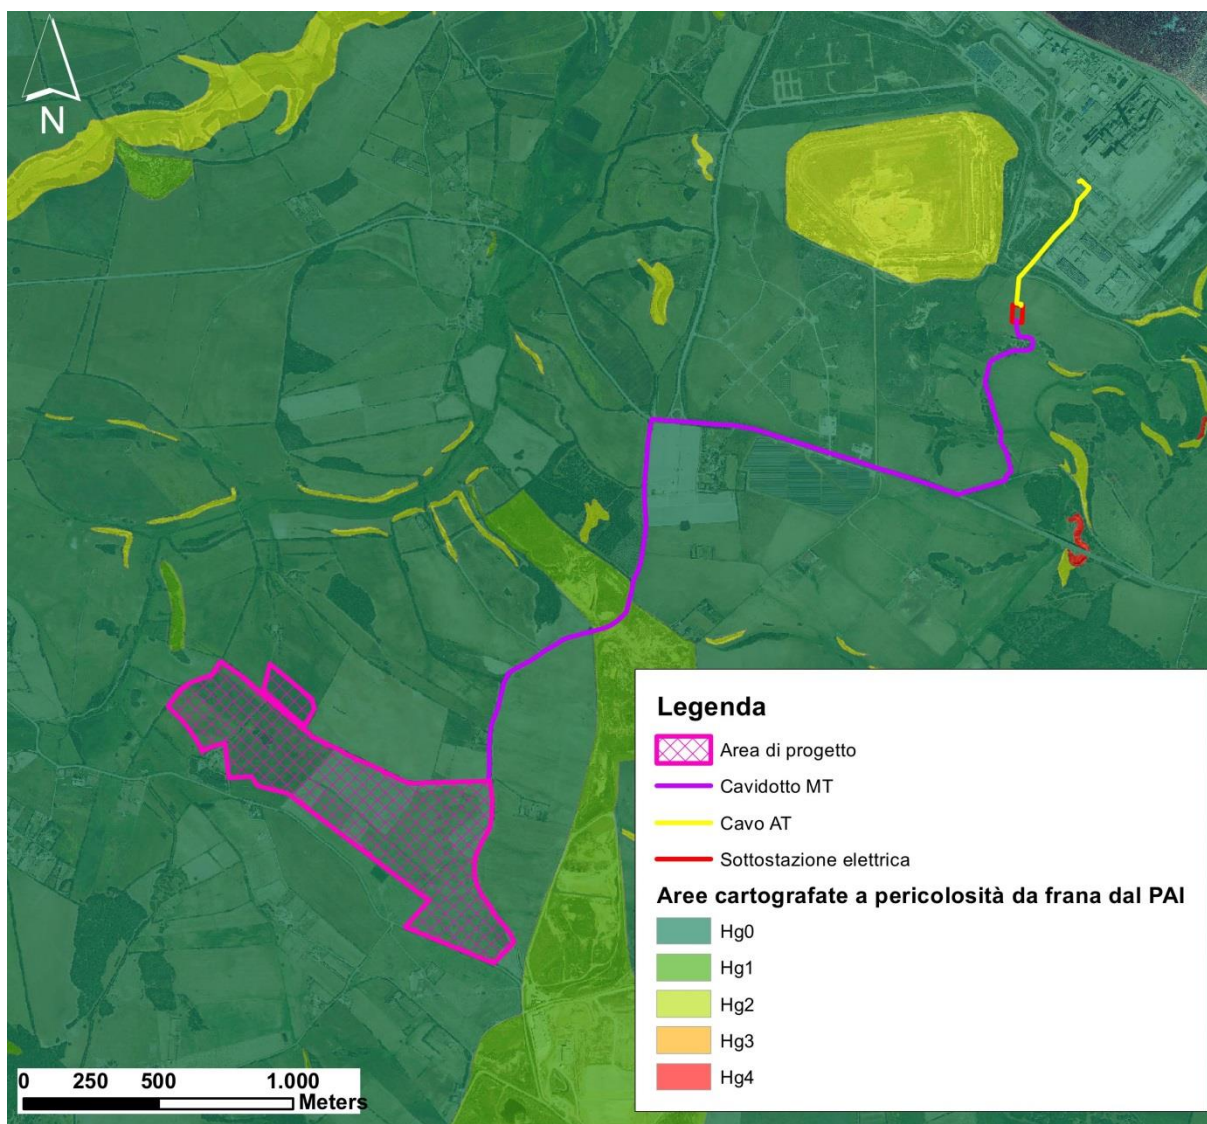 N
Legenda
Area di progetto
Cavidotto MT
Cavo AT
Sottostazione elettrica
Aree cartografate a pericolosità da frana dal PAI
Hg0
Hg1
Hg2
Hg3
Hg4
0 250 500 1.000
Meters